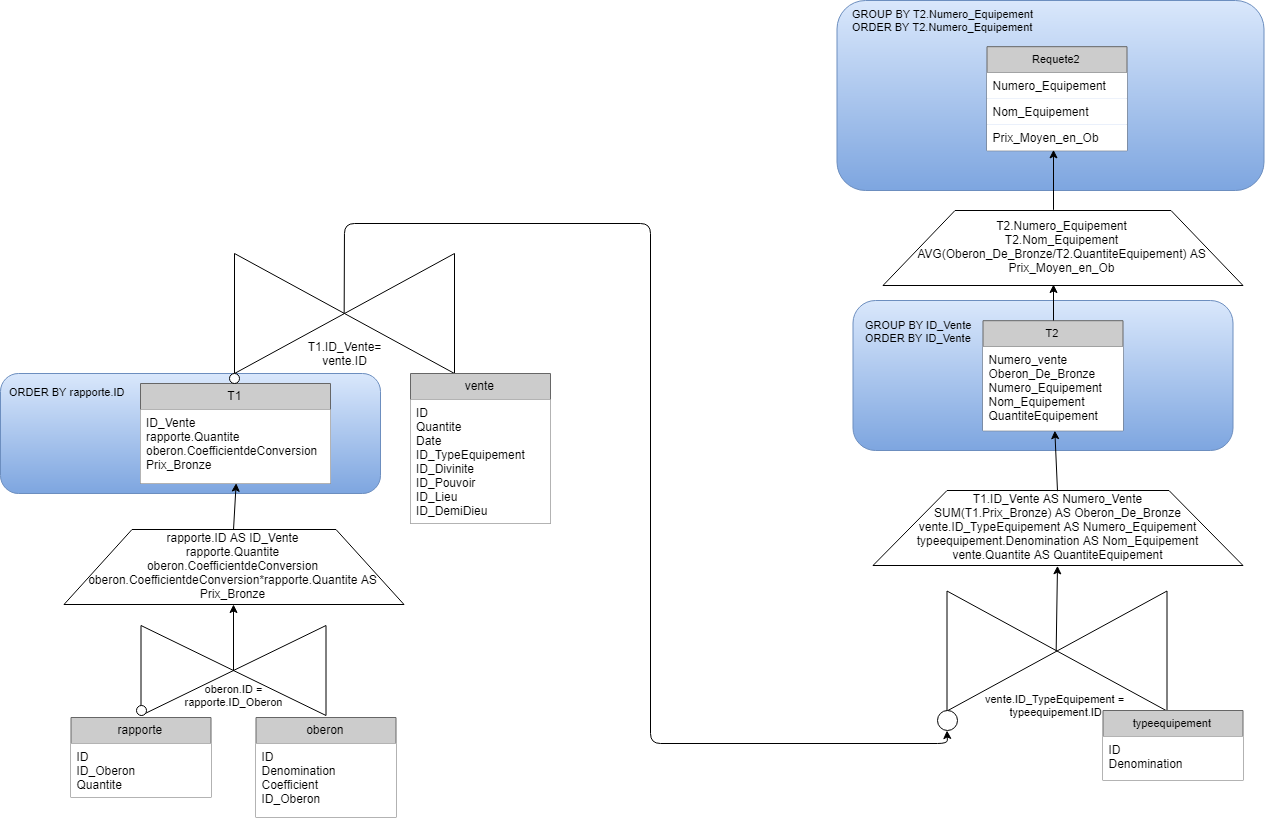 GROUP BY T2.Numero_Equipement
ORDER BY T2.Numero_Equipement
Requete2
Numero_Equipement
Nom_Equipement
Prix_Moyen_en_Ob
T2.Numero_Equipement
T2.Nom_Equipement
AVG(Oberon_De_Bronze/T2.QuantiteEquipement) AS
Prix_Moyen_en_Ob
GROUP BY ID_Vente
ORDER BY ID_Vente
T2
Numero_vente
Oberon_De_Bronze
Numero_Equipement
Nom_Equipement
QuantiteEquipement
T1.ID_Vente=
vente.ID
ORDER BY rapporte.ID
T1
ID_Vente
rapporte.Quantite
oberon.CoefficientdeConversion
Prix_Bronze
vente
ID
Quantite
Date
ID_TypeEquipement
ID_Divinite
ID_Pouvoir
ID_Lieu
ID_DemiDieu
T1.ID_Vente AS Numero_Vente
SUM(T1.Prix_Bronze) AS Oberon_De_Bronze
vente.ID_TypeEquipement AS Numero_Equipement
typeequipement.Denomination AS Nom_Equipement
vente.Quantite AS QuantiteEquipement
rapporte.ID AS ID_Vente
rapporte.Quantite
oberon.CoefficientdeConversion
oberon.CoefficientdeConversion*rapporte.Quantite AS
Prix_Bronze
oberon.ID =
rapporte.ID_Oberon
vente.ID_TypeEquipement =
typeequipement.ID
rapporte
ID
ID_Oberon
Quantite
oberon
ID
Denomination
Coefficient
ID_Oberon
typeequipement
ID
Denomination